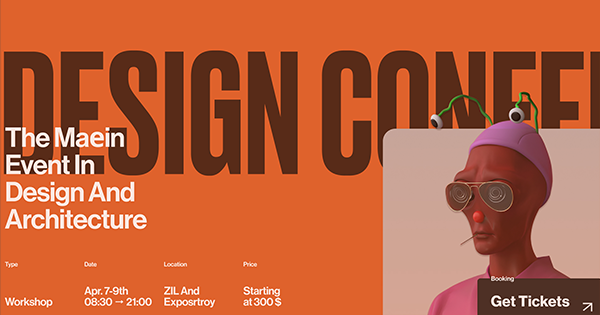 DESIGN CONFE
The Maein
Event In
Design And
Architecture
Type
Workshop
Date
Apr. 7-9th
08:30 → 21:00
Location
ZIL And
Exposrtroy
Price
Starting
at 300 $
Booking
Get Tickets